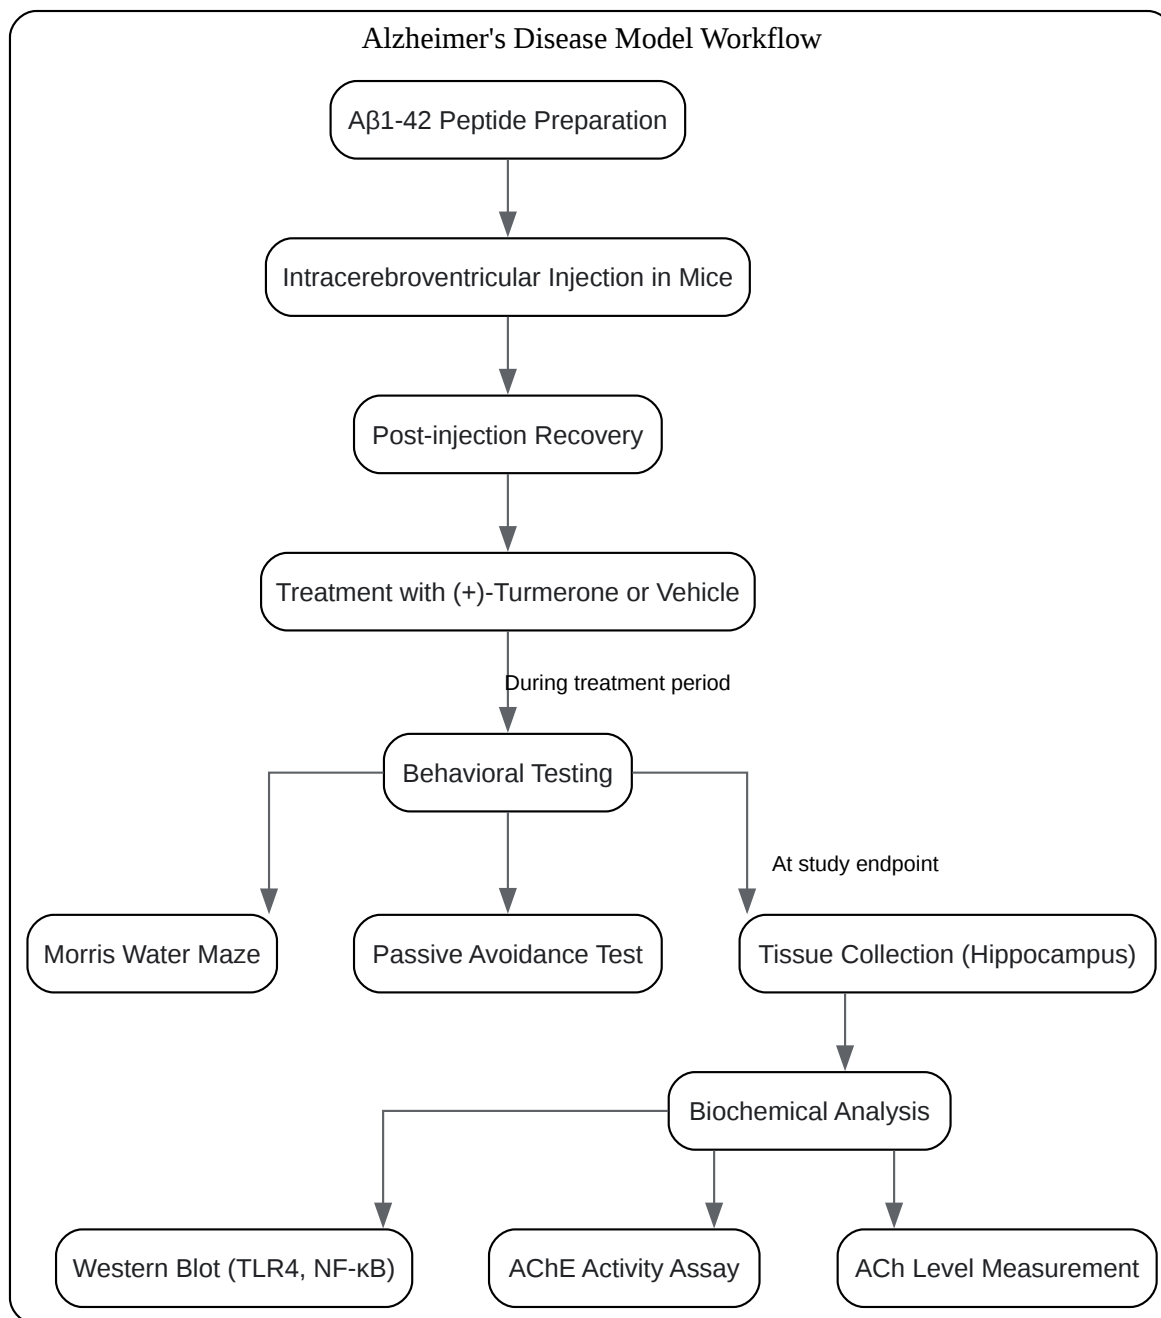 Alzheimer's Disease Model Workflow
Aβ1-42 Peptide Preparation
Intracerebroventricular Injection in Mice
Post-injection Recovery
Treatment with (+)-Turmerone or Vehicle
During treatment period
Behavioral Testing
At study endpoint
Morris Water Maze
Passive Avoidance Test
Tissue Collection (Hippocampus)
Biochemical Analysis
Western Blot (TLR4, NF-κB)
AChE Activity Assay
ACh Level Measurement